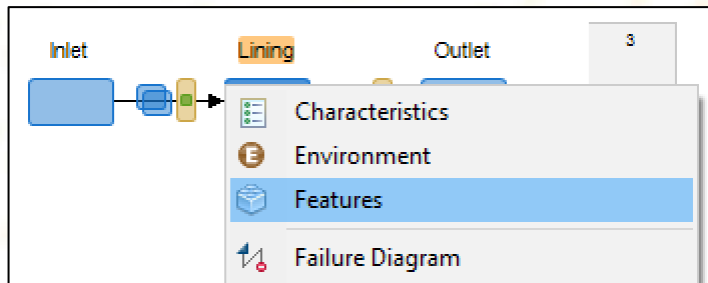 Inlet Lining Outlet 3
Characteristics
E Environment
Features
Failure Diagram